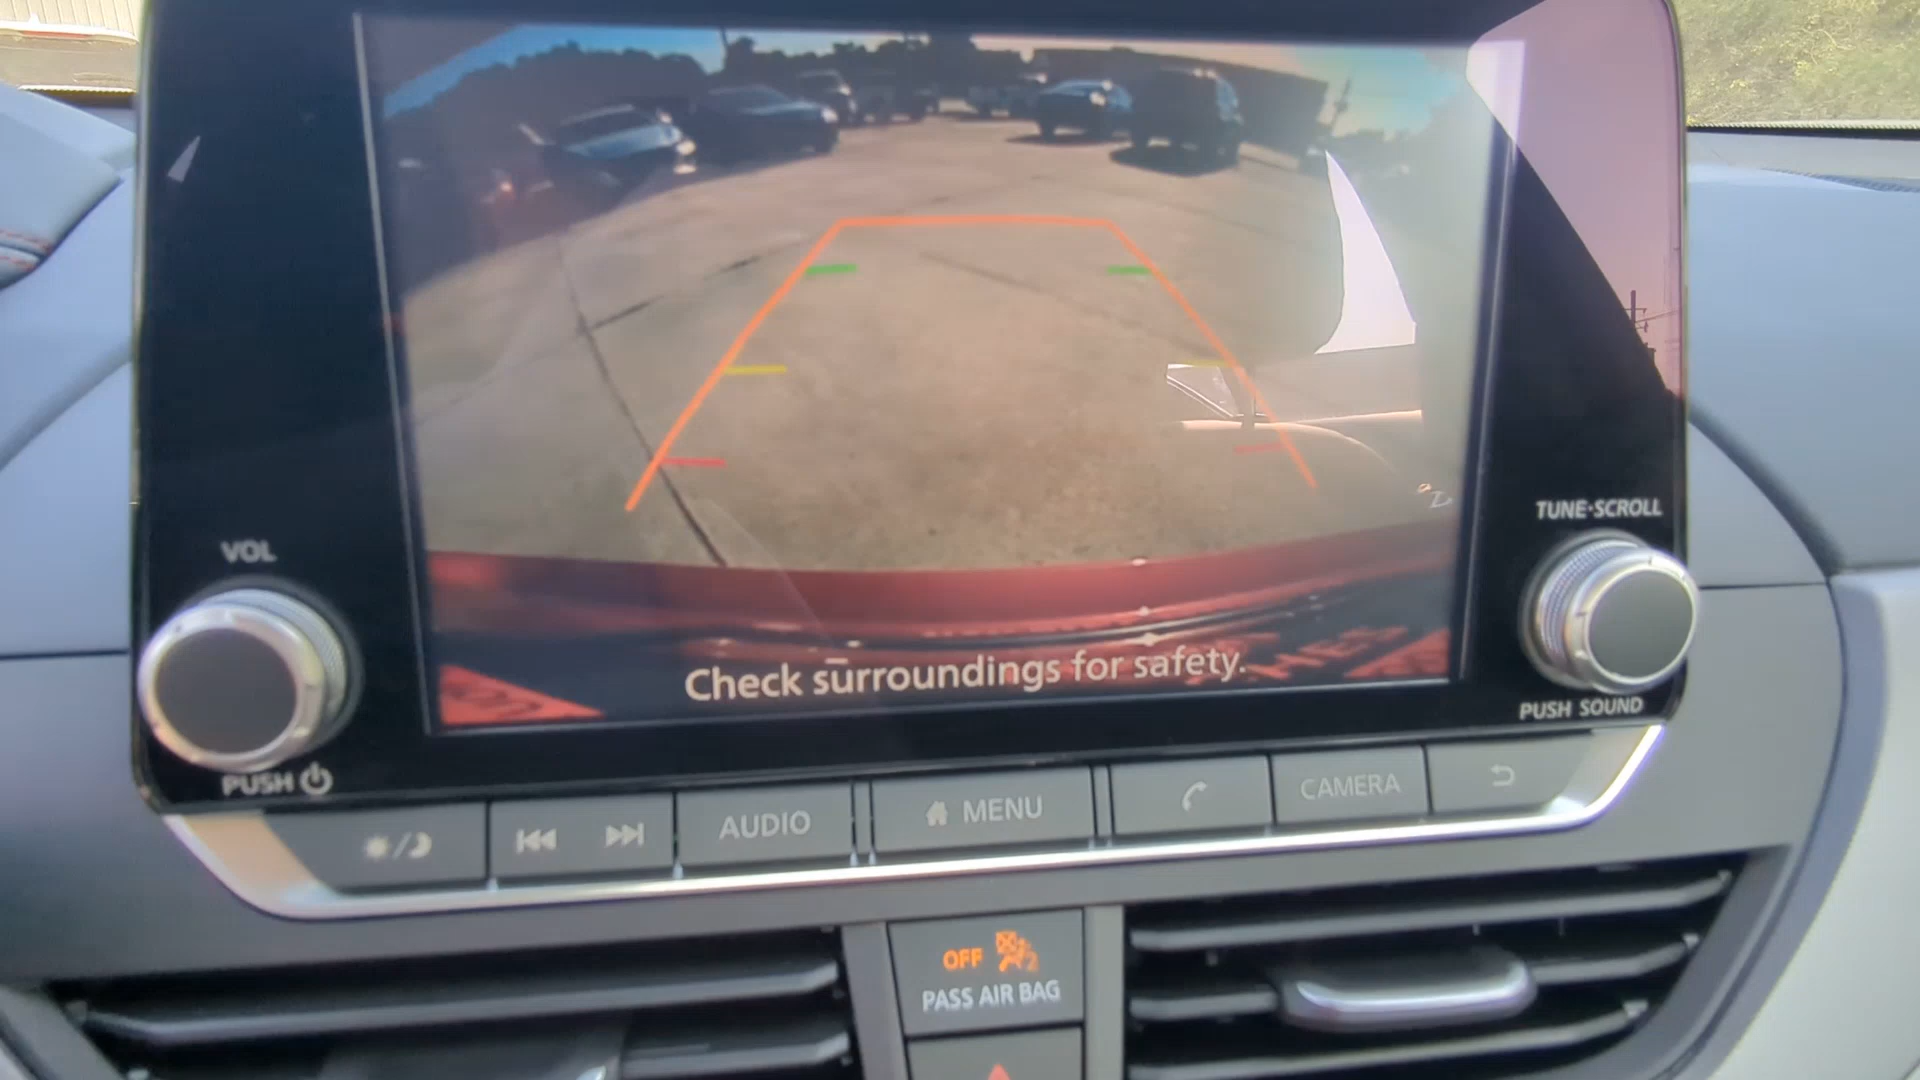 TUNE·SCROLL
VOL
Check surroundings for safety.
PUSH SOUND
PUSH
AUDIO
MENU
CAMERA
OFF
PASS AIR BAG